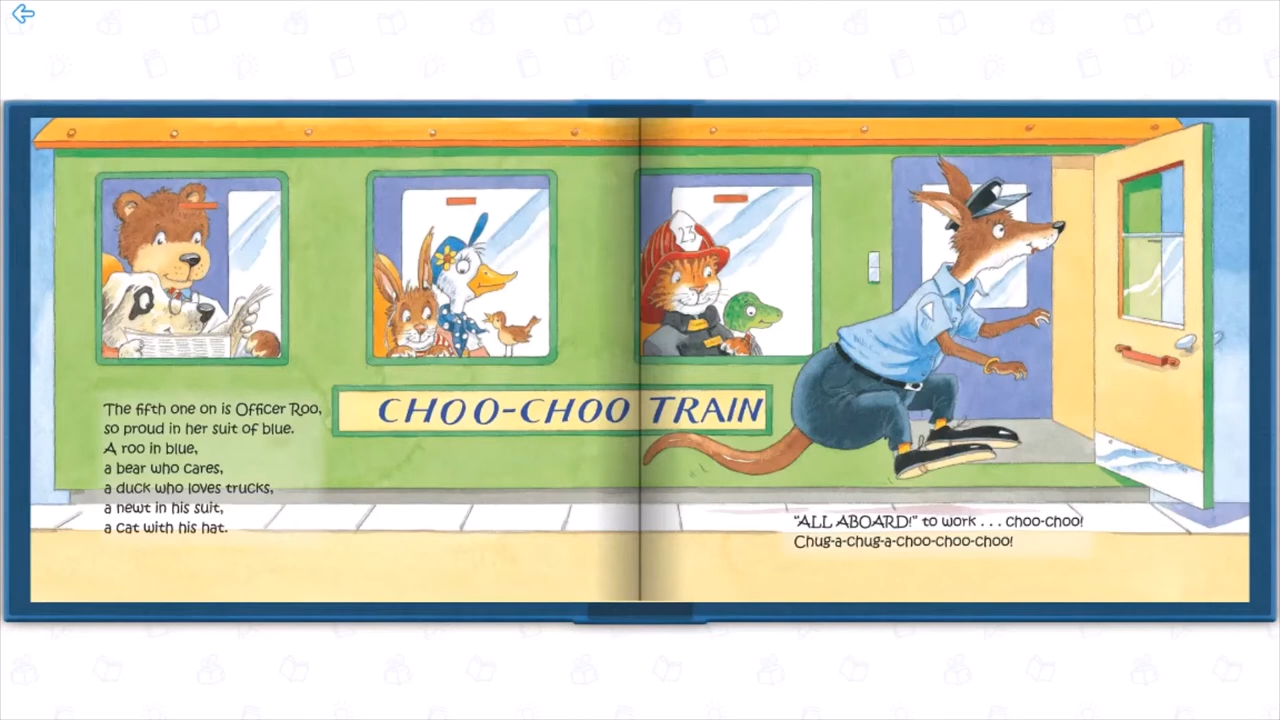 23
CHOO-CHOO TRAIN
The fifth one on is Officer Roo,
so proud in her suit of blue.
A roo in blue,
a bear who cares,
a duck who loves trucks,
a newt in his suit,
a cat with his hat.
“ALL ABOARD!” to work . . . choo-choo!
Chug-a-chug-a-choo-choo-choo!